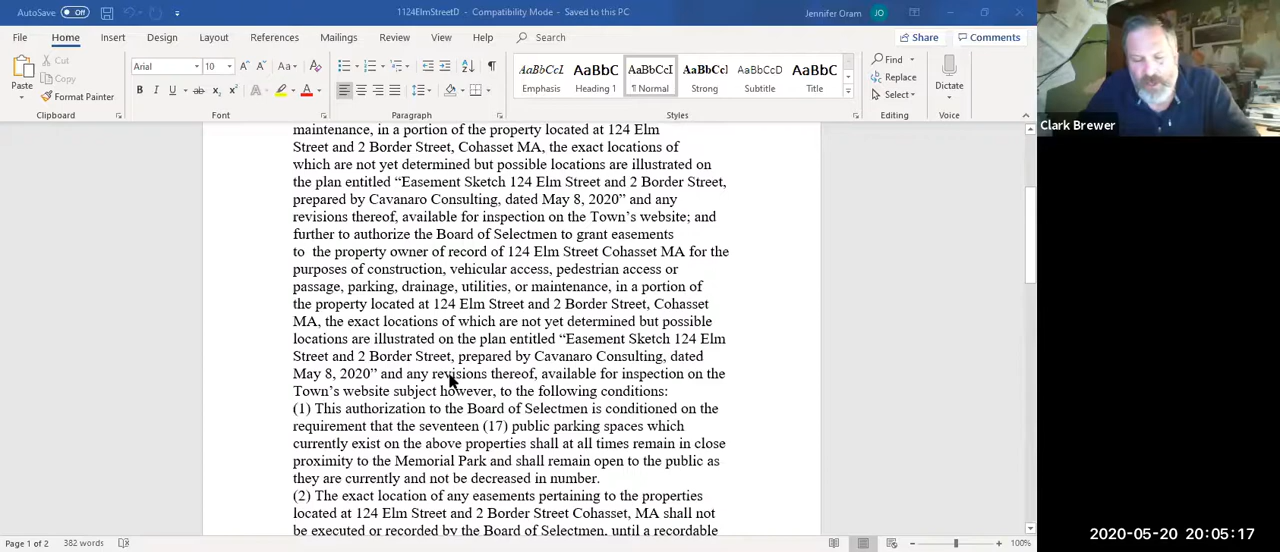 AutoSave Off 1124ElmStreetD - Compatibility Mode - Saved to this PC Jennifer Oram JO
File Home Insert Design Layout References Mailings Review View Help Search Share Comments
Paste Cut Copy Format Painter
Clipboard
Arial 10 A A Aa A
B I U ab x₂ x² A A
Font
Paragraph
AaBbCcI AaBbC AaBbCcI AaBbCc AaBbCcD AaBbC
Emphasis Heading 1 ¶ Normal Strong Subtitle Title
Styles
Find Replace Select
Editing
Dictate
Voice
Clark Brewer
maintenance, in a portion of the property located at 124 Elm
Street and 2 Border Street, Cohasset MA, the exact locations of
which are not yet determined but possible locations are illustrated on
the plan entitled “Easement Sketch 124 Elm Street and 2 Border Street,
prepared by Cavanaro Consulting, dated May 8, 2020” and any
revisions thereof, available for inspection on the Town’s website; and
further to authorize the Board of Selectmen to grant easements
to the property owner of record of 124 Elm Street Cohasset MA for the
purposes of construction, vehicular access, pedestrian access or
passage, parking, drainage, utilities, or maintenance, in a portion of
the property located at 124 Elm Street and 2 Border Street, Cohasset
MA, the exact locations of which are not yet determined but possible
locations are illustrated on the plan entitled “Easement Sketch 124 Elm
Street and 2 Border Street, prepared by Cavanaro Consulting, dated
May 8, 2020” and any revisions thereof, available for inspection on the
Town’s website subject however, to the following conditions:
(1) This authorization to the Board of Selectmen is conditioned on the
requirement that the seventeen (17) public parking spaces which
currently exist on the above properties shall at all times remain in close
proximity to the Memorial Park and shall remain open to the public as
they are currently and not be decreased in number.
(2) The exact location of any easements pertaining to the properties
located at 124 Elm Street and 2 Border Street Cohasset, MA shall not
be executed or recorded by the Board of Selectmen, until a recordable
Page 1 of 2 382 words 100%
2020-05-20 20:05:17